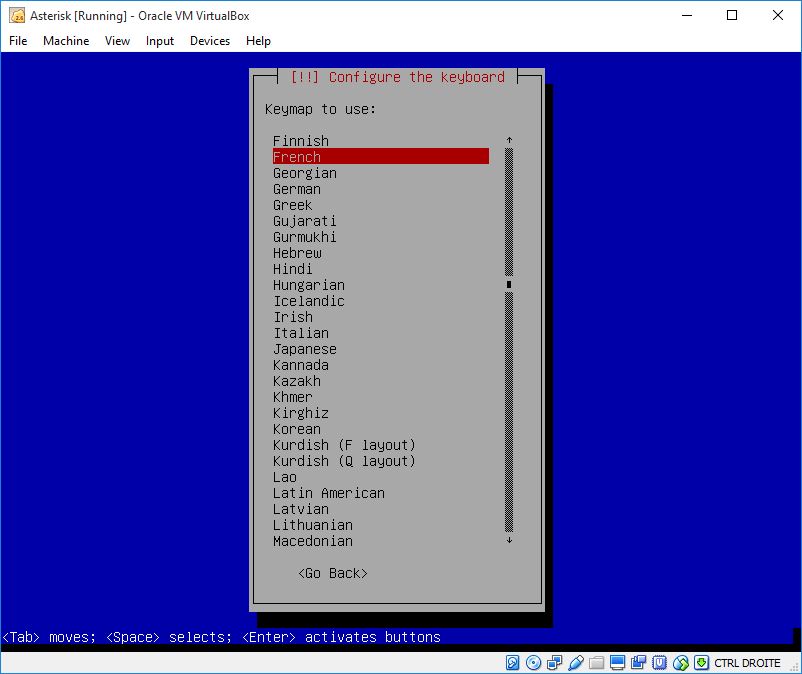 Asterisk [Running] - Oracle VM VirtualBox
File Machine View Input Devices Help
[!!] Configure the keyboard
Keymap to use:
Finnish
French
Georgian
German
Greek
Gujarati
Gurmukhi
Hebrew
Hindi
Hungarian
Icelandic
Irish
Italian
Japanese
Kannada
Kazakh
Khmer
Kirghiz
Korean
Kurdish (F layout)
Kurdish (Q layout)
Lao
Latin American
Latvian
Lithuanian
Macedonian
<Go Back>
<Tab> moves; <Space> selects; <Enter> activates buttons
CTRL DROITE